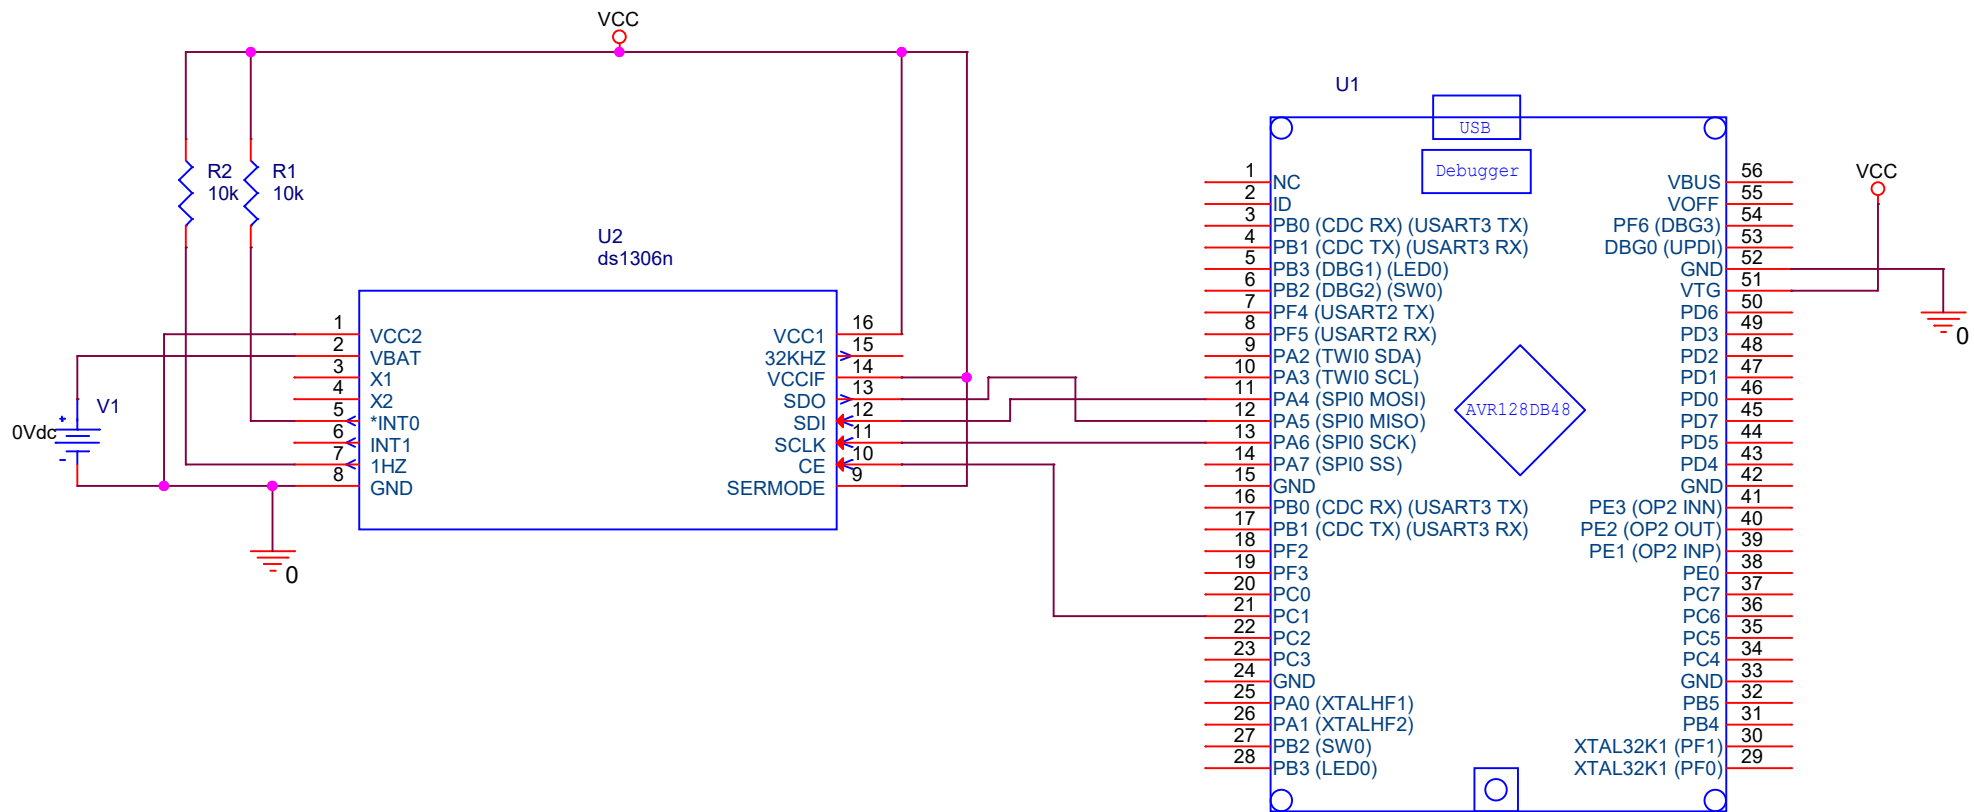 VCC
R2
10k
R1
10k
U2
ds1306n
1
VCC2
2
VBAT
3
X1
4
X2
5
*INT0
6
INT1
7
1HZ
8
GND
16
VCC1
15
32KHZ
14
VCCIF
13
SDO
12
SDI
11
SCLK
10
CE
9
SERMODE
V1
+
0Vdc
-
0
U1
USB
Debugger
AVR128DB48
1
NC
2
ID
3
PB0 (CDC RX) (USART3 TX)
4
PB1 (CDC TX) (USART3 RX)
5
PB3 (DBG1) (LED0)
6
PB2 (DBG2) (SW0)
7
PF4 (USART2 TX)
8
PF5 (USART2 RX)
9
PA2 (TWI0 SDA)
10
PA3 (TWI0 SCL)
11
PA4 (SPI0 MOSI)
12
PA5 (SPI0 MISO)
13
PA6 (SPI0 SCK)
14
PA7 (SPI0 SS)
15
GND
16
PB0 (CDC RX) (USART3 TX)
17
PB1 (CDC TX) (USART3 RX)
18
PF2
19
PF3
20
PC0
21
PC1
22
PC2
23
PC3
24
GND
25
PA0 (XTALHF1)
26
PA1 (XTALHF2)
27
PB2 (SW0)
28
PB3 (LED0)
56
VBUS
55
VOFF
54
PF6 (DBG3)
53
DBG0 (UPDI)
52
GND
51
VTG
50
PD6
49
PD3
48
PD2
47
PD1
46
PD0
45
PD7
44
PD5
43
PD4
42
GND
41
PE3 (OP2 INN)
40
PE2 (OP2 OUT)
39
PE1 (OP2 INP)
38
PE0
37
PC7
36
PC6
35
PC5
34
PC4
33
GND
32
PB5
31
PB4
30
XTAL32K1 (PF1)
29
XTAL32K1 (PF0)
VCC
0